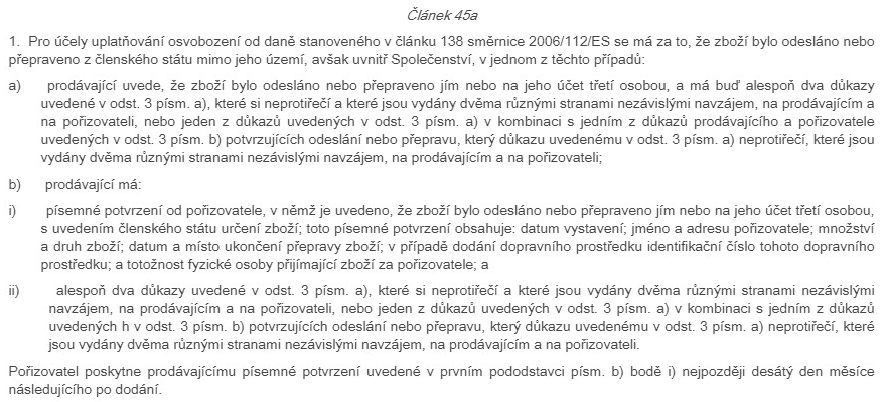 Článek 45a
1. Pro účely uplatňování osvobození od daně stanoveného v článku 138 směrnice 2006/112/ES se má za to, že zboží bylo odesláno nebo
přepraveno z členského státu mimo jeho území, avšak uvnitř Společenství, v jednom z těchto případů:
a) prodávající uvede, že zboží bylo odesláno nebo přepraveno jím nebo na jeho účet třetí osobou, a má buď alespoň dva důkazy
uvedené v odst. 3 písm. a), které si neprotiřečí a které jsou vydány dvěma různými stranami nezávislými navzájem, na prodávajícím a
na pořizovateli, nebo jeden z důkazů uvedených v odst. 3 písm. a) v kombinaci s jedním z důkazů prodávajícího a pořizovatele
uvedených v odst. 3 písm. b) potvrzujících odeslání nebo přepravu, který důkazu uvedenému v odst. 3 písm. a) neprotiřečí, které jsou
vydány dvěma různými stranami nezávislými navzájem, na prodávajícím a na pořizovateli;
b) prodávající má:
i) písemné potvrzení od pořizovatele, v němž je uvedeno, že zboží bylo odesláno nebo přepraveno jím nebo na jeho účet třetí osobou,
s uvedením členského státu určení zboží; toto písemné potvrzení obsahuje: datum vystavení; jméno a adresu pořizovatele; množství
a druh zboží; datum a místo ukončení přepravy zboží; v případě dodání dopravního prostředku identifikační číslo tohoto dopravního
prostředku; a totožnost fyzické osoby přijímající zboží za pořizovatele; a
ii) alespoň dva důkazy uvedené v odst. 3 písm. a), které si neprotiřečí a které jsou vydány dvěma různými stranami nezávislými
navzájem, na prodávajícím a na pořizovateli, nebo jeden z důkazů uvedených v odst. 3 písm. a) v kombinaci s jedním z důkazů
uvedených h v odst. 3 písm. b) potvrzujících odeslání nebo přepravu, který důkazu uvedenému v odst. 3 písm. a) neprotiřečí, které
jsou vydány dvěma různými stranami nezávislými navzájem, na prodávajícím a na pořizovateli.
Pořizovatel poskytne prodávajícímu písemné potvrzení uvedené v prvním pododstavci písm. b) bodě i) nejpozději desátý den měsíce
následujícího po dodání.